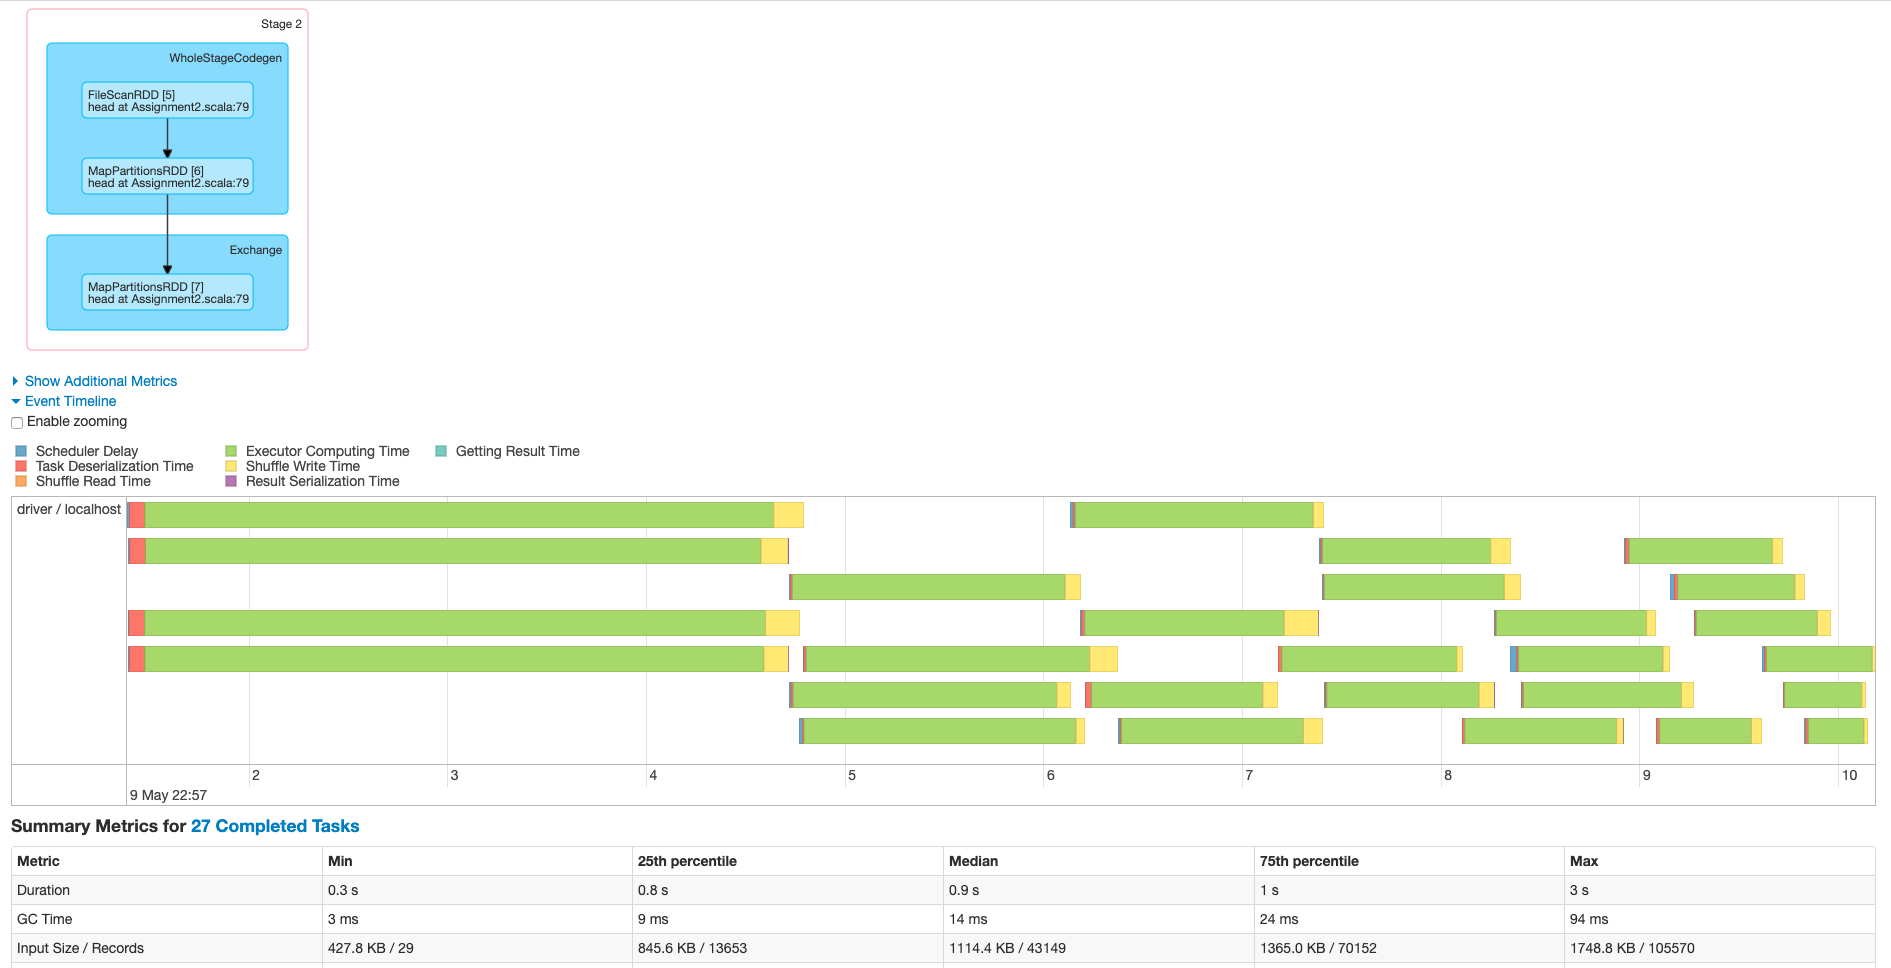 Stage 2
WholeStageCodegen
FileScanRDD [5]
head at Assignment2.scala:79
MapPartitionsRDD [6]
head at Assignment2.scala:79
Exchange
MapPartitionsRDD [7]
head at Assignment2.scala:79
Show Additional Metrics
Event Timeline
Enable zooming
Scheduler Delay Executor Computing Time Getting Result Time
Task Deserialization Time Shuffle Write Time
Shuffle Read Time Result Serialization Time
driver / localhost
2 3 4 5 6 7 8 9 10
9 May 22:57
Summary Metrics for 27 Completed Tasks
Metric Min 25th percentile Median 75th percentile Max
Duration 0.3 s 0.8 s 0.9 s 1 s 3 s
GC Time 3 ms 9 ms 14 ms 24 ms 94 ms
Input Size / Records 427.8 KB / 29 845.6 KB / 13653 1114.4 KB / 43149 1365.0 KB / 70152 1748.8 KB / 105570